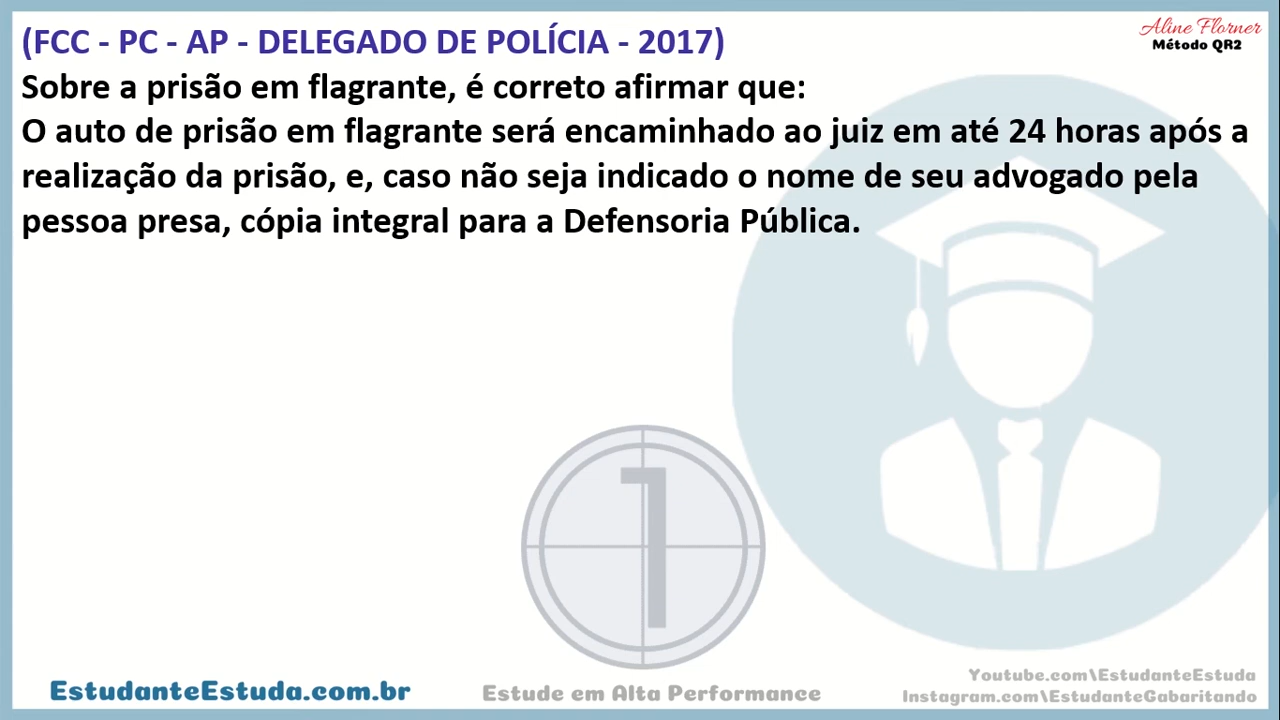 (FCC - PC - AP - DELEGADO DE POLÍCIA - 2017)
Aline Florner
Método QR2
Sobre a prisão em flagrante, é correto afirmar que:
O auto de prisão em flagrante será encaminhado ao juiz em até 24 horas após a
realização da prisão, e, caso não seja indicado o nome de seu advogado pela
pessoa presa, cópia integral para a Defensoria Pública.
1
EstudanteEstuda.com.br
Estude em Alta Performance
Youtube.com\EstudanteEstuda
Instagram.com\EstudanteGabaritando